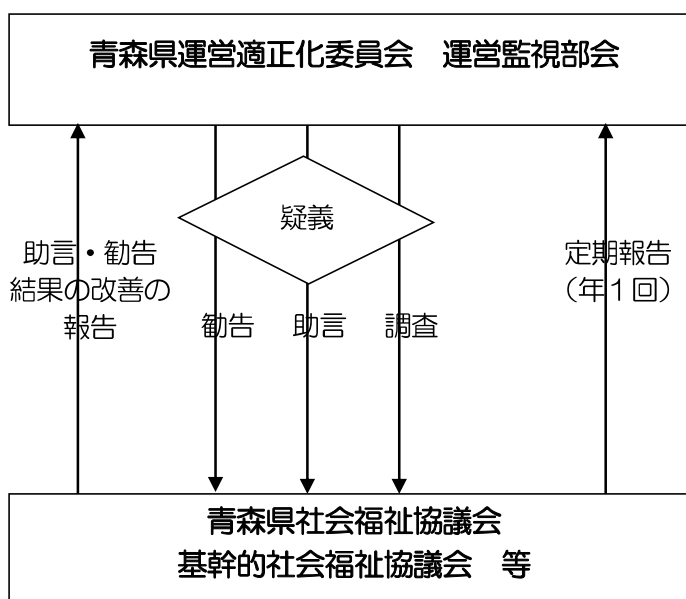 青森県運営適正化委員会　運営監視部会
疑義
助言・勧告
結果の改善の
報告
勧告
助言
調査
定期報告
（年１回）
青森県社会福祉協議会
基幹的社会福祉協議会　等